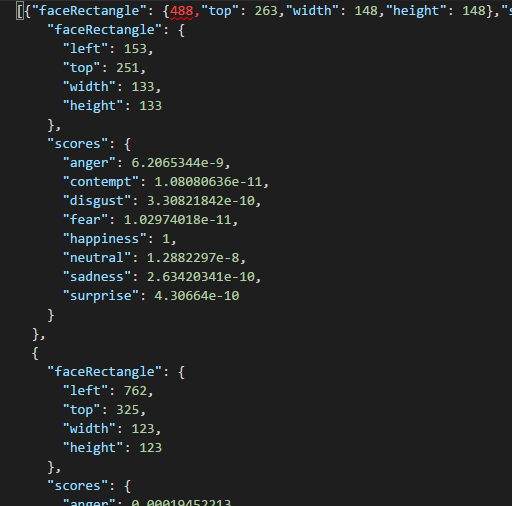 [{"faceRectangle": {488,"top": 263,"width": 148,"height": 148},"s
"faceRectangle": {
"left": 153,
"top": 251,
"width": 133,
"height": 133
},
"scores": {
"anger": 6.2065344e-9,
"contempt": 1.08080636e-11,
"disgust": 3.30821842e-10,
"fear": 1.02974018e-11,
"happiness": 1,
"neutral": 1.2882297e-8,
"sadness": 2.63420341e-10,
"surprise": 4.30664e-10
}
},
{
"faceRectangle": {
"left": 762,
"top": 325,
"width": 123,
"height": 123
},
"scores": {
"anger": 0.00019452213